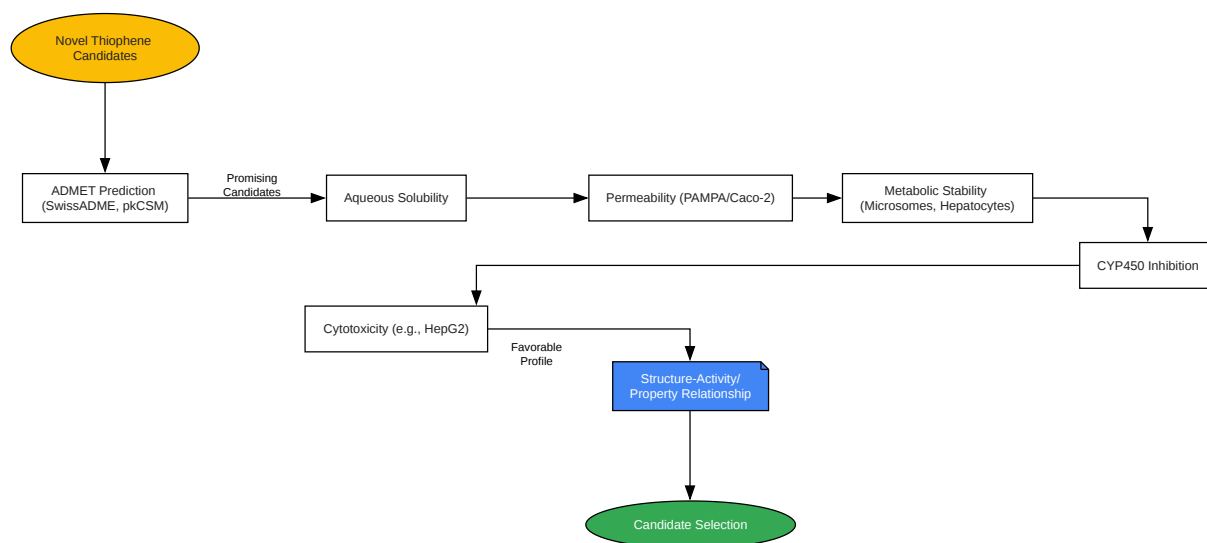 Novel Thiophene
Candidates
ADMET Prediction
(SwissADME, pkCSM)
Promising
Candidates
Aqueous Solubility
Permeability (PAMPA/Caco-2)
Metabolic Stability
(Microsomes, Hepatocytes)
CYP450 Inhibition
Cytotoxicity (e.g., HepG2)
Favorable
Profile
Structure-Activity/
Property Relationship
Candidate Selection